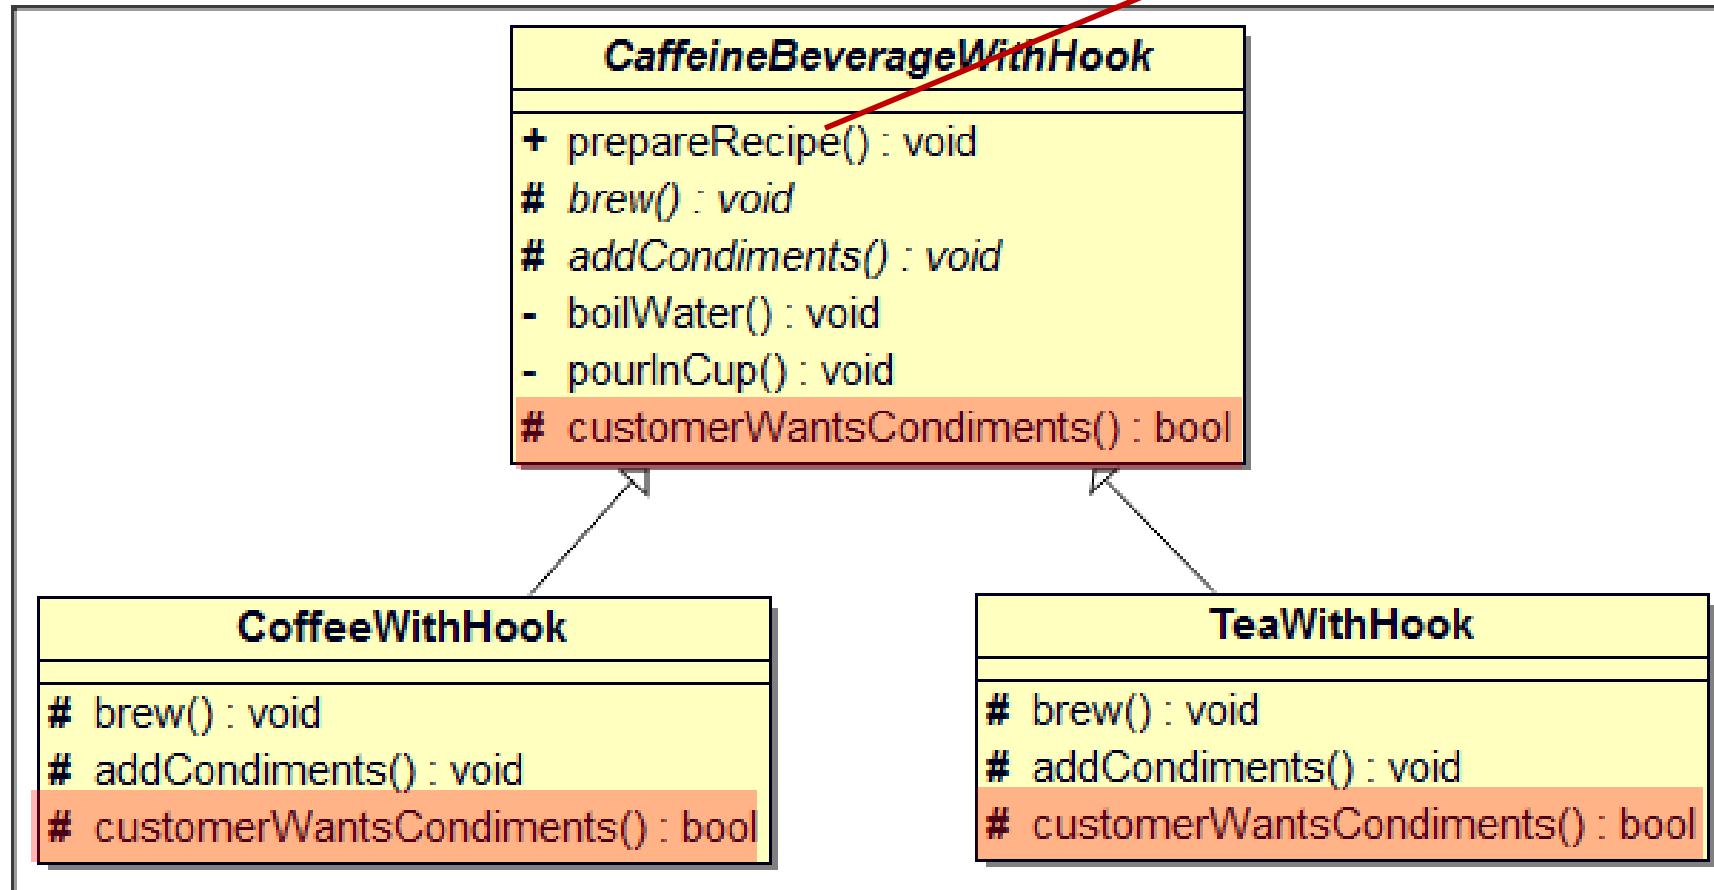 CaffeineBeverageWithHook
+ prepareRecipe() : void
# brew() : void
# addCondiments() : void
- boilWater() : void
- pourInCup() : void
# customerWantsCondiments() : bool
CoffeeWithHook
# brew() : void
# addCondiments() : void
# customerWantsCondiments() : bool
TeaWithHook
# brew() : void
# addCondiments() : void
# customerWantsCondiments() : bool